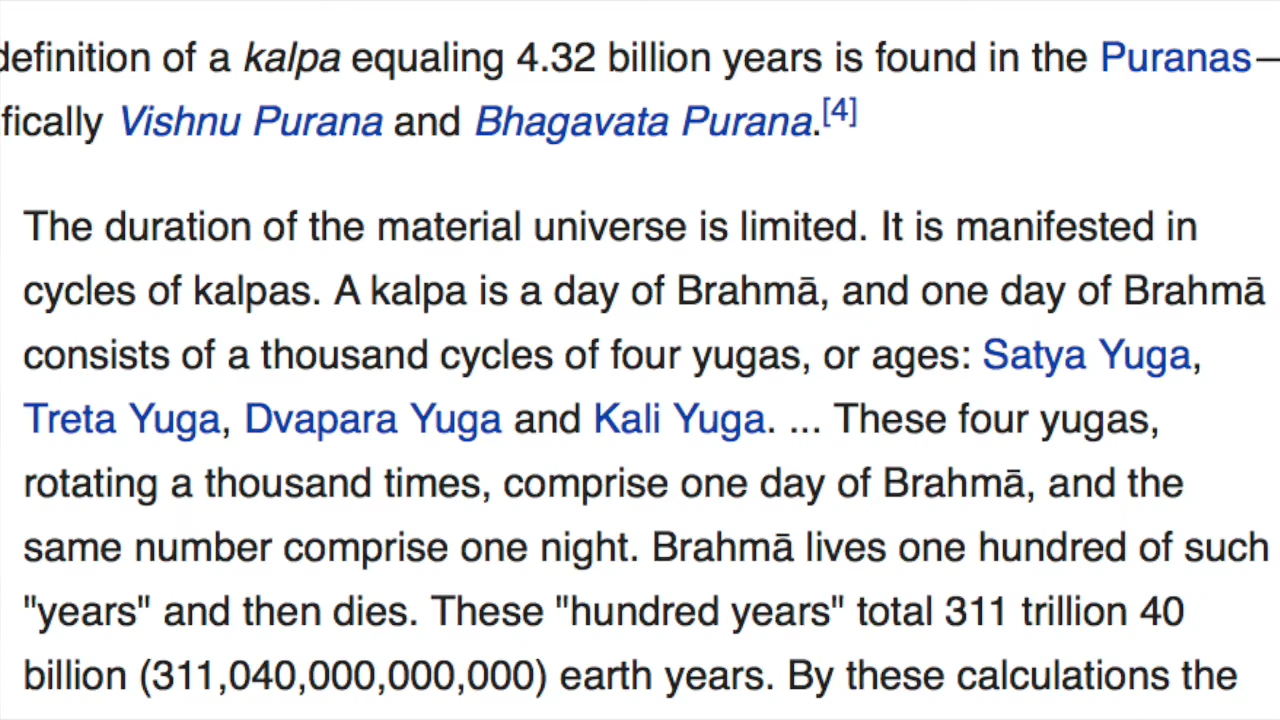 definition of a kalpa equaling 4.32 billion years is found in the Puranas—
fically Vishnu Purana and Bhagavata Purana.[4]
The duration of the material universe is limited. It is manifested in
cycles of kalpas. A kalpa is a day of Brahmā, and one day of Brahmā
consists of a thousand cycles of four yugas, or ages: Satya Yuga,
Treta Yuga, Dvapara Yuga and Kali Yuga. ... These four yugas,
rotating a thousand times, comprise one day of Brahmā, and the
same number comprise one night. Brahmā lives one hundred of such
"years" and then dies. These "hundred years" total 311 trillion 40
billion (311,040,000,000,000) earth years. By these calculations the